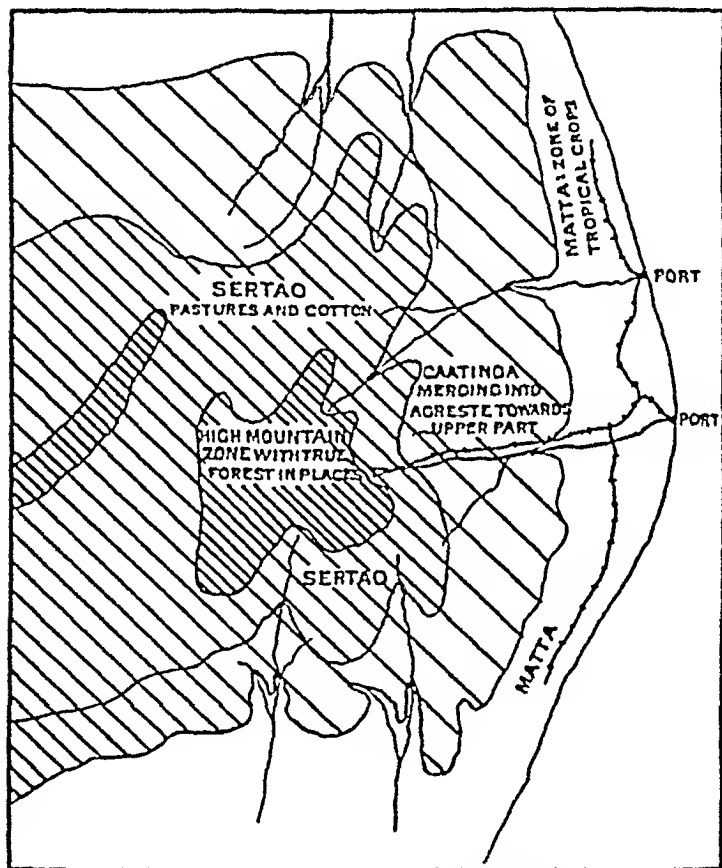 MATTA: ZONE OF
TROPICAL CROPS
PORT
SERTAO
PASTURES AND COTTON
CAATINGA
MERGING INTO
AGRESTE TOWARDS
UPPER PART
PORT
HIGH MOUNTAIN
ZONE WITH TRUE
FOREST IN PLACES
SERTAO
MATTA